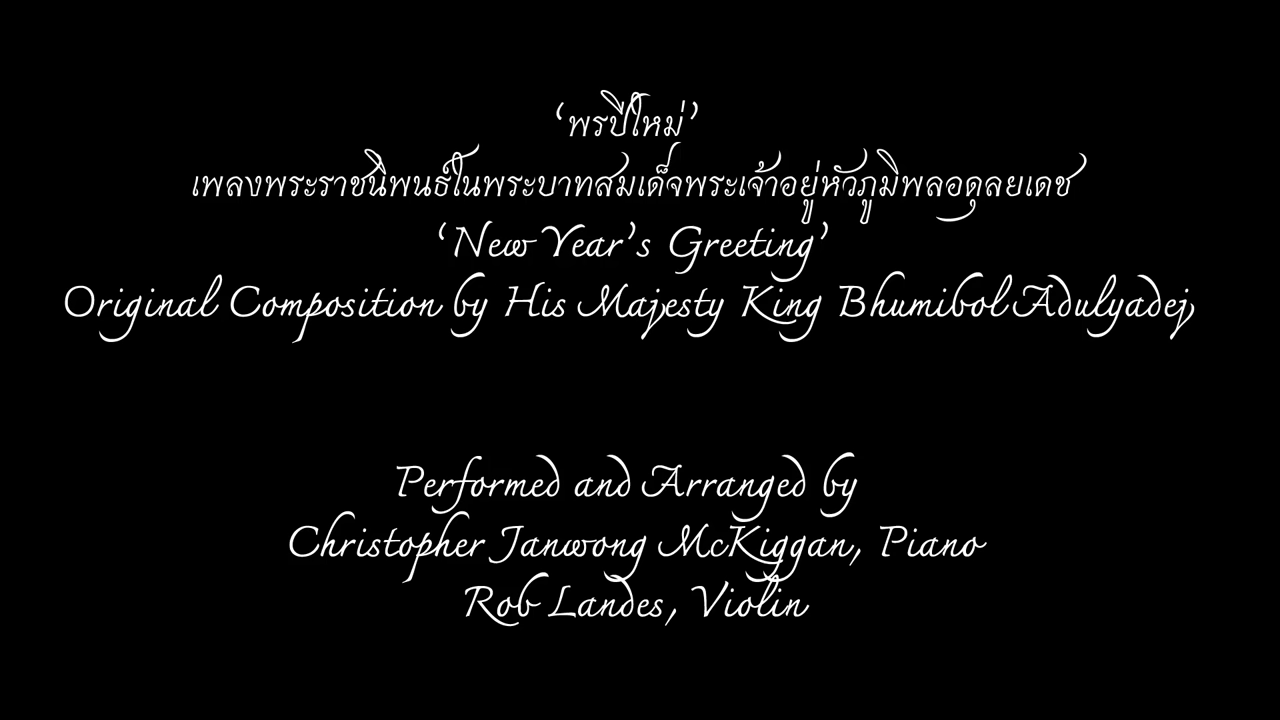 ‘พรปีใหม่’
เพลงพระราชนิพนธ์ในพระบาทสมเด็จพระเจ้าอยู่หัวภูมิพลอดุลยเดช
‘New Year’s Greeting’
Original Composition by His Majesty King Bhumibol Adulyadej
Performed and Arranged by
Christopher Janwong McKiggan, Piano
Rob Landes, Violin